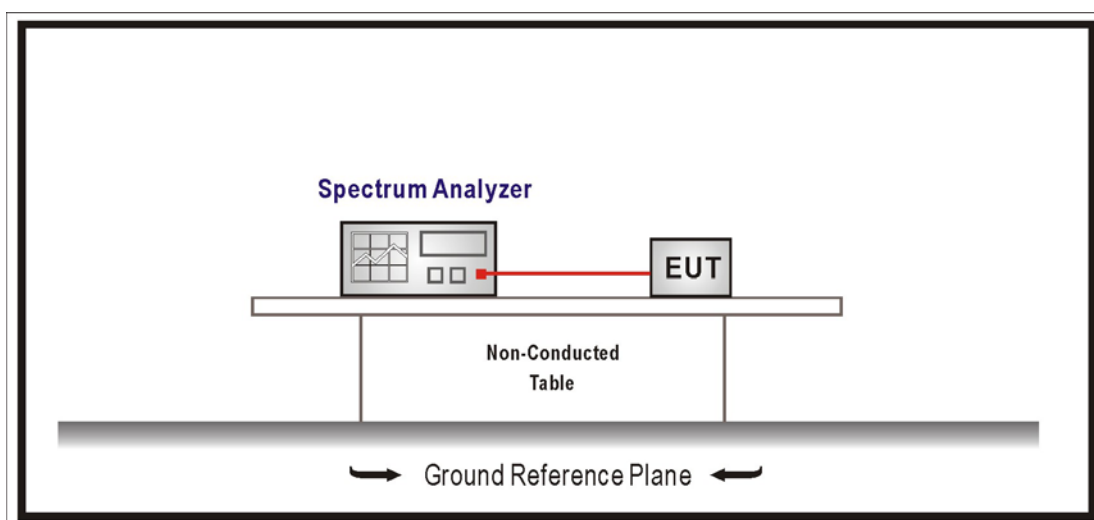 Spectrum Analyzer
EUT
Non-Conducted
Table
Ground Reference Plane